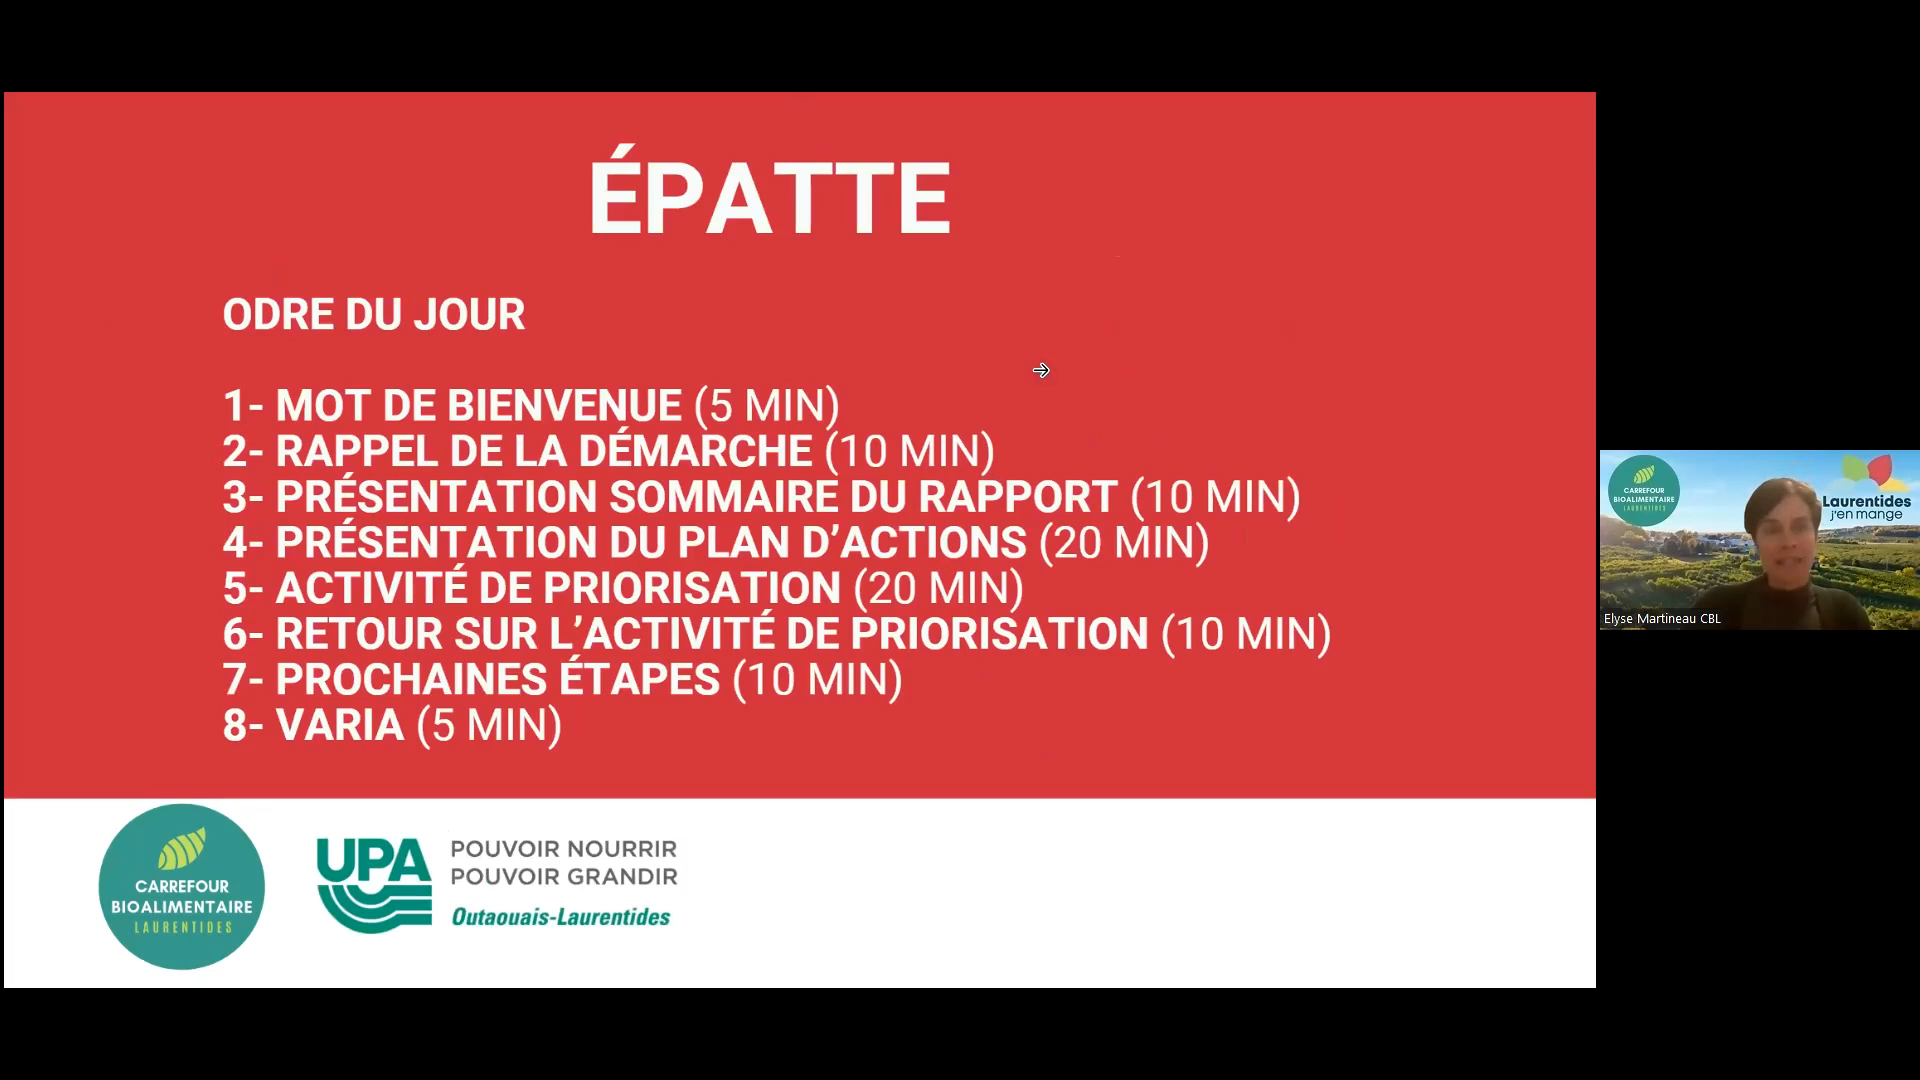 ÉPATTE
ODRE DU JOUR
1- MOT DE BIENVENUE (5 MIN)
2- RAPPEL DE LA DÉMARCHE (10 MIN)
3- PRÉSENTATION SOMMAIRE DU RAPPORT (10 MIN)
4- PRÉSENTATION DU PLAN D’ACTIONS (20 MIN)
5- ACTIVITÉ DE PRIORISATION (20 MIN)
6- RETOUR SUR L’ACTIVITÉ DE PRIORISATION (10 MIN)
7- PROCHAINES ÉTAPES (10 MIN)
8- VARIA (5 MIN)
CARREFOUR
BIOALIMENTAIRE
LAURENTIDES
UPA
POUVOIR NOURRIR
POUVOIR GRANDIR
Outaouais-Laurentides
CARREFOUR
BIOALIMENTAIRE
LAURENTIDES
Laurentides
j'en mange
Elyse Martineau CBL